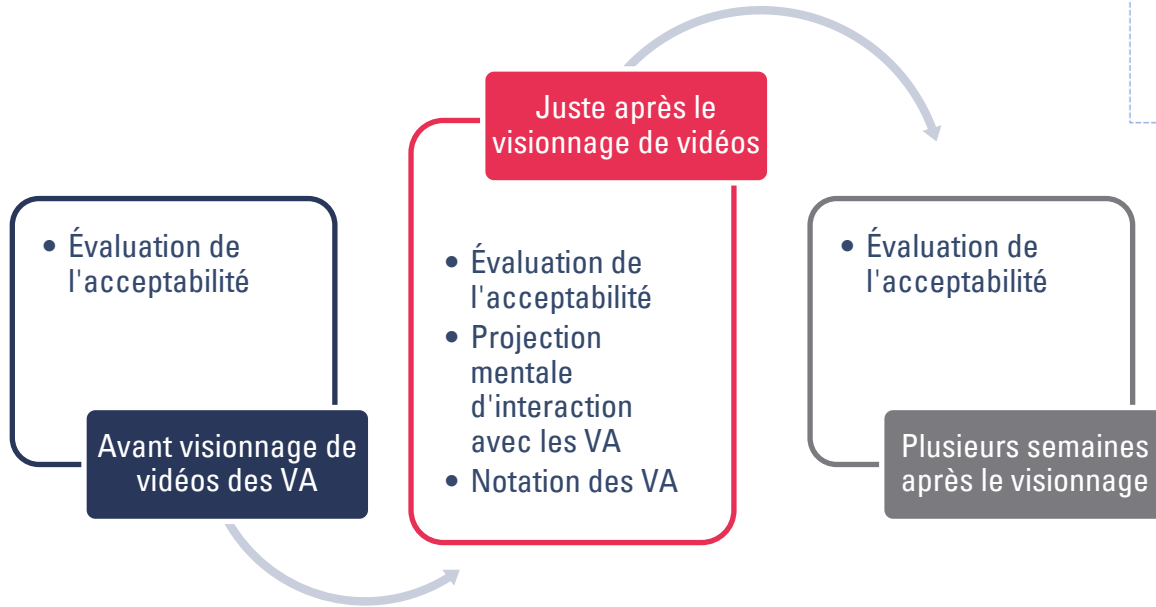 • Évaluation de
l'acceptabilité
Avant visionnage de
vidéos des VA
Juste après le
visionnage de vidéos
• Évaluation de
l'acceptabilité
• Projection
mentale
d'interaction
avec les VA
• Notation des VA
• Évaluation de
l'acceptabilité
Plusieurs semaines
après le visionnage